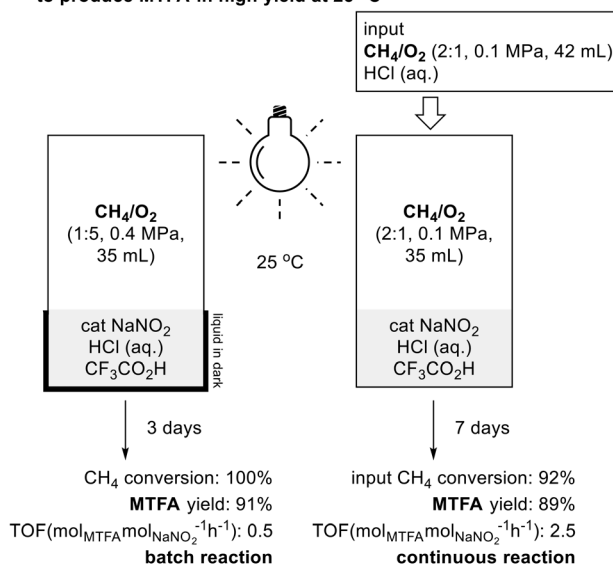 to produce MTFA in high yield at 25 °C
input
CH4/O2 (2:1, 0.1 MPa, 42 mL)
HCl (aq.)
CH4/O2
(1:5, 0.4 MPa,
35 mL)
25 °C
CH4/O2
(2:1, 0.1 MPa,
35 mL)
cat NaNO2
HCl (aq.)
CF3CO2H
liquid in dark
cat NaNO2
HCl (aq.)
CF3CO2H
3 days
7 days
CH4 conversion: 100%
MTFA yield: 91%
TOF(molMTFAmolNaNO2-1h-1): 0.5
batch reaction
input CH4 conversion: 92%
MTFA yield: 89%
TOF(molMTFAmolNaNO2-1h-1): 2.5
continuous reaction